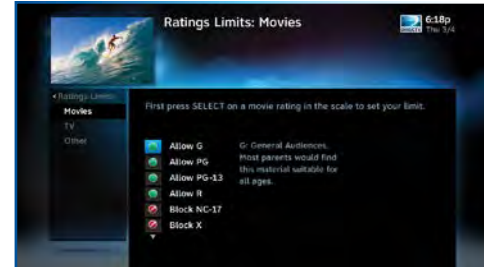 Ratings Limits: Movies
DIRECTV
6:18p
Thu 3/4
Ratings Limits
Movies
TV
Other
First press SELECT on a movie rating in the scale to set your limit.
Allow G
Allow PG
Allow PG-13
Allow R
Block NC-17
Block X
G: General Audiences.
Most parents would find
this material suitable for
all ages.